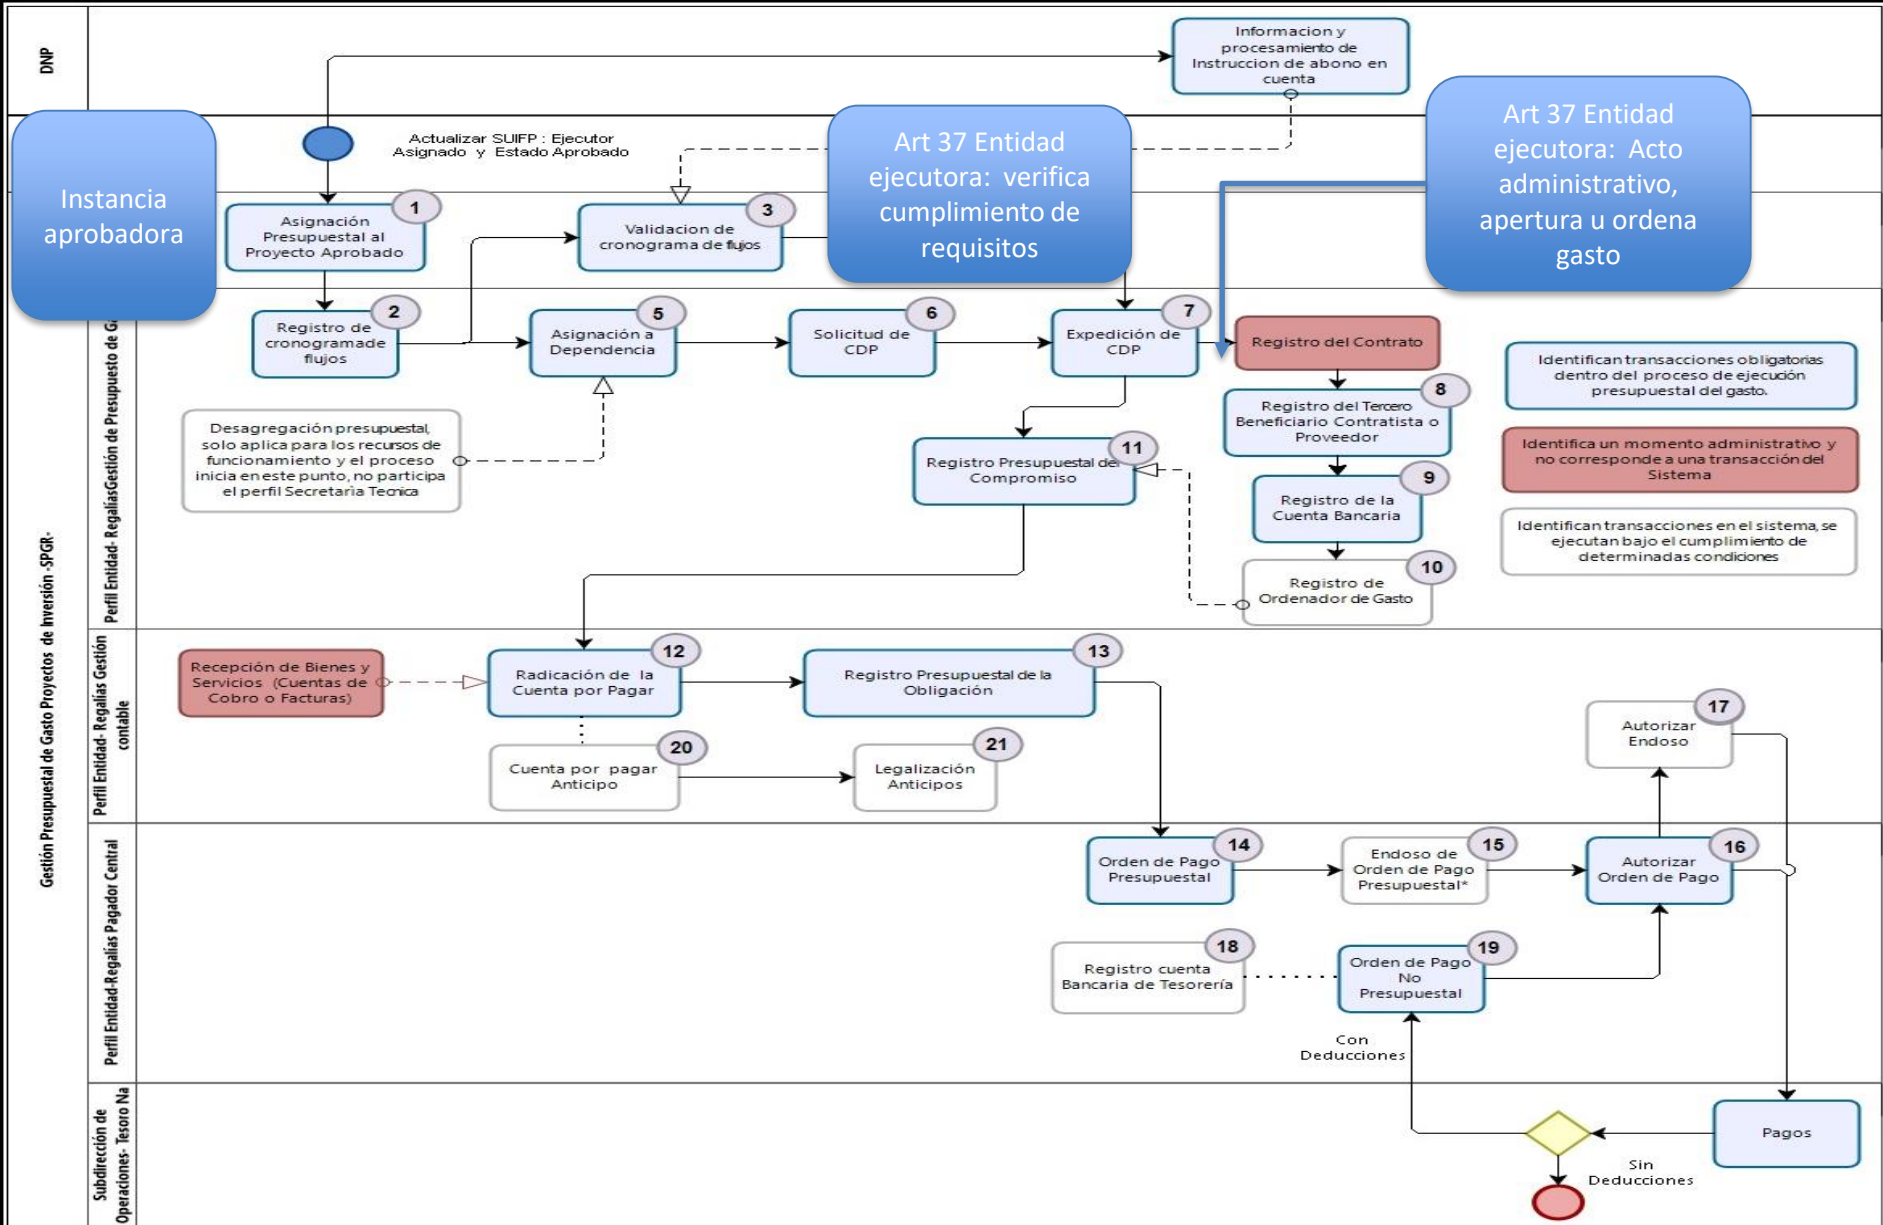 DNP
Informacion y
procesamiento de
Instruccion de abono en
cuenta
Actualizar SUIFP : Ejecutor
Asignado y Estado Aprobado
Instancia
aprobadora
Art 37 Entidad
ejecutora: verifica
cumplimiento de
requisitos
Art 37 Entidad
ejecutora: Acto
administrativo,
apertura u ordena
gasto
1
Asignación
Presupuestal al
Proyecto Aprobado
3
Validacion de
cronograma de flujos
Gestión Presupuestal de Gasto Proyectos de Inversión -SPGR-
Perfil Entidad- RegalíasGestión de Presupuesto de
2
Registro de
cronogramade
flujos
5
Asignación a
Dependencia
6
Solicitud de
CDP
7
Expedición de
CDP
Registro del Contrato
8
Registro del Tercero
Beneficiario Contratista o
Proveedor
9
Registro de la
Cuenta Bancaria
10
Registro de
Ordenador de Gasto
11
Registro Presupuestal del
Compromiso
Desagregación presupuestal,
solo aplica para los recursos de
funcionamiento y el proceso
inicia en este punto, no participa
el perfil Secretaría Tecnica
Identifican transacciones obligatorias
dentro del proceso de ejecución
presupuestal del gasto.
Identifica un momento administrativo y
no corresponde a una transacción del
Sistema
Identifican transacciones en el sistema, se
ejecutan bajo el cumplimiento de
determinadas condiciones
Perfil Entidad- Regalías Gestión
contable
Recepción de Bienes y
Servicios (Cuentas de
Cobro o Facturas)
12
Radicación de la
Cuenta por Pagar
13
Registro Presupuestal de la
Obligación
20
Cuenta por pagar
Anticipo
21
Legalización
Anticipos
17
Autorizar
Endoso
Perfil Entidad-Regalías Pagador Central
14
Orden de Pago
Presupuestal
15
Endoso de
Orden de Pago
Presupuestal*
16
Autorizar
Orden de Pago
18
Registro cuenta
Bancaria de Tesorería
19
Orden de Pago
No
Presupuestal
Con
Deducciones
Subdirección de
Operaciones- Tesoro Na
Pagos
Sin
Deducciones